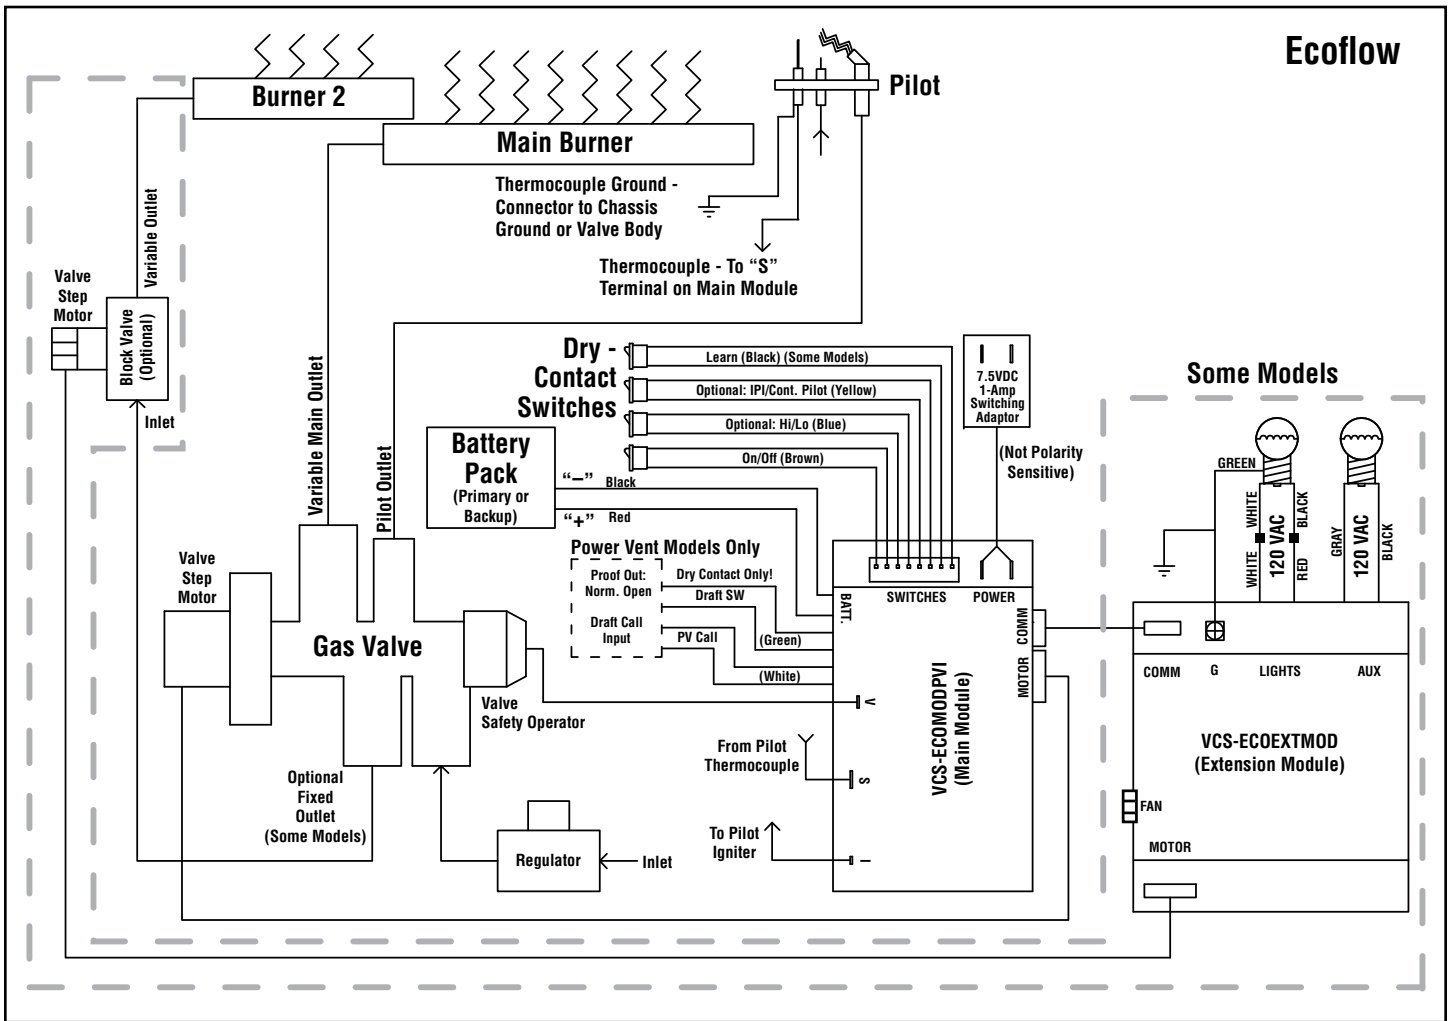 Ecoflow
Burner 2
Main Burner
Pilot
Thermocouple Ground -
Connector to Chassis
Ground or Valve Body
Thermocouple - To “S”
Terminal on Main Module
Variable Outlet
Valve
Step
Motor
Block Valve
(Optional)
Inlet
Variable Main Outlet
Pilot Outlet
Dry -
Contact
Switches
Learn (Black) (Some Models)
Optional: IPI/Cont. Pilot (Yellow)
Optional: Hi/Lo (Blue)
On/Off (Brown)
7.5VDC
1-Amp
Switching
Adaptor
(Not Polarity
Sensitive)
Battery
Pack
(Primary or
Backup)
“–”
Black
“+”
Red
Power Vent Models Only
Proof Out:
Norm. Open
Draft Call
Input
Dry Contact Only!
Draft SW
(Green)
PV Call
(White)
BATT.
SWITCHES
POWER
COMM
MOTOR
V
S
I
VCS-ECOMODPVI
(Main Module)
Valve
Step
Motor
Gas Valve
Valve
Safety Operator
From Pilot
Thermocouple
To Pilot
Igniter
Optional
Fixed
Outlet
(Some Models)
Regulator
Inlet
Some Models
GREEN
WHITE
WHITE
120 VAC
BLACK
RED
GRAY
120 VAC
BLACK
COMM
G
LIGHTS
AUX
VCS-ECOEXTMOD
(Extension Module)
FAN
MOTOR